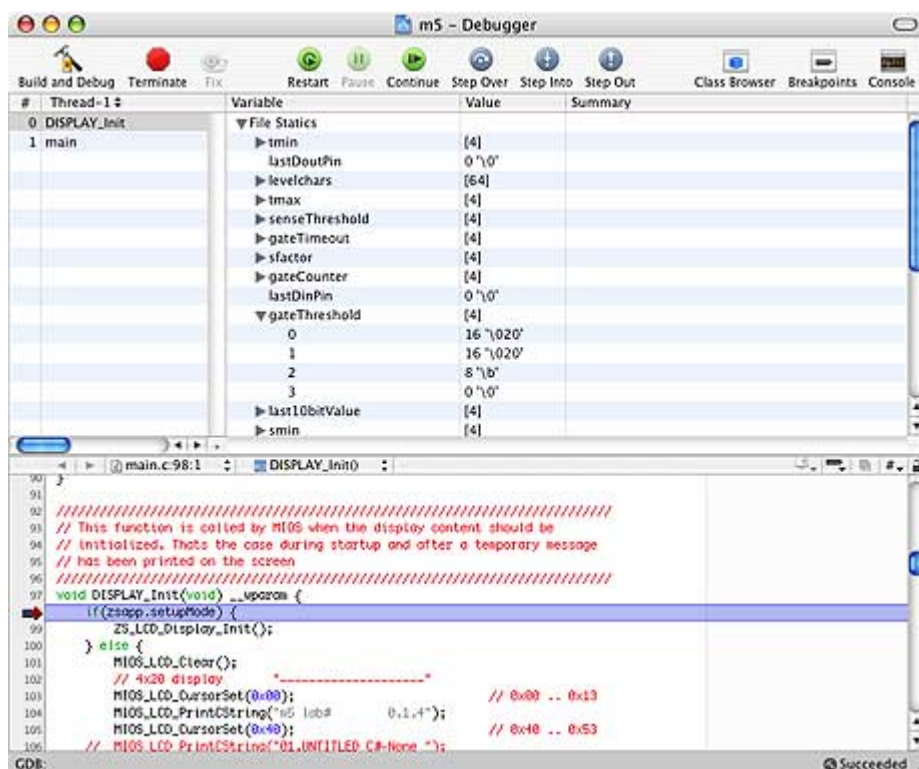 m5 – Debugger
Build and Debug Terminate Fix Restart Pause Continue Step Over Step Into Step Out Class Browser Breakpoints Console
# Thread-1 Variable Value Summary
0 DISPLAY_Init File Statics
1 main tmin [4]
lastDoutPin 0 '\0'
levelchars [64]
tmax [4]
senseThreshold [4]
gateTimeout [4]
sfactor [4]
gateCounter [4]
lastDinPin 0 '\0'
gateThreshold [4]
0 16 '\020'
1 16 '\020'
2 8 '\b'
3 0 '\0'
last10bitValue [4]
smin [4]
main.c:98:1 DISPLAY_Init() #
90 }
91
92 ////////////////////////////////////////////////////////////////////////////
93 // This function is called by MIOS when the display content should be
94 // initialized. Thats the case during startup and after a temporary message
95 // has been printed on the screen
96 ////////////////////////////////////////////////////////////////////////////
97 void DISPLAY_Init(void) __wparam {
if(zsapp.setupMode) {
99 ZS_LCD_Display_Init();
100 } else {
101 MIOS_LCD_Clear();
102 // 4x20 display "--------------------"
103 MIOS_LCD_CursorSet(0x00); // 0x00 .. 0x13
104 MIOS_LCD_PrintCString("m5 lab# 0.1.4");
105 MIOS_LCD_CursorSet(0x40); // 0x40 .. 0x53
106 // MIOS_LCD_PrintCString("01.UNTITLED C#-None ");
GDB: Succeeded